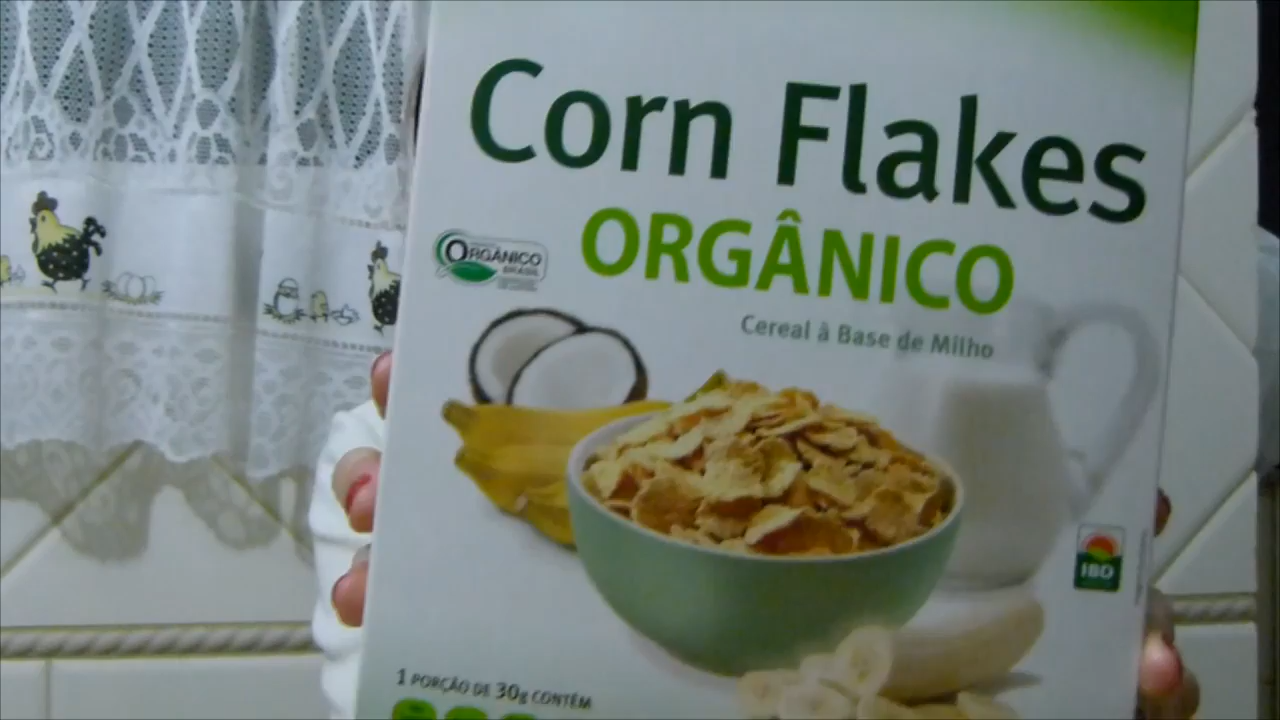 Corn Flakes
ORGÂNICO
ORGÂNICO
BRASIL
Cereal à Base de Milho
IBD
1 PORÇÃO DE 30g CONTÉM